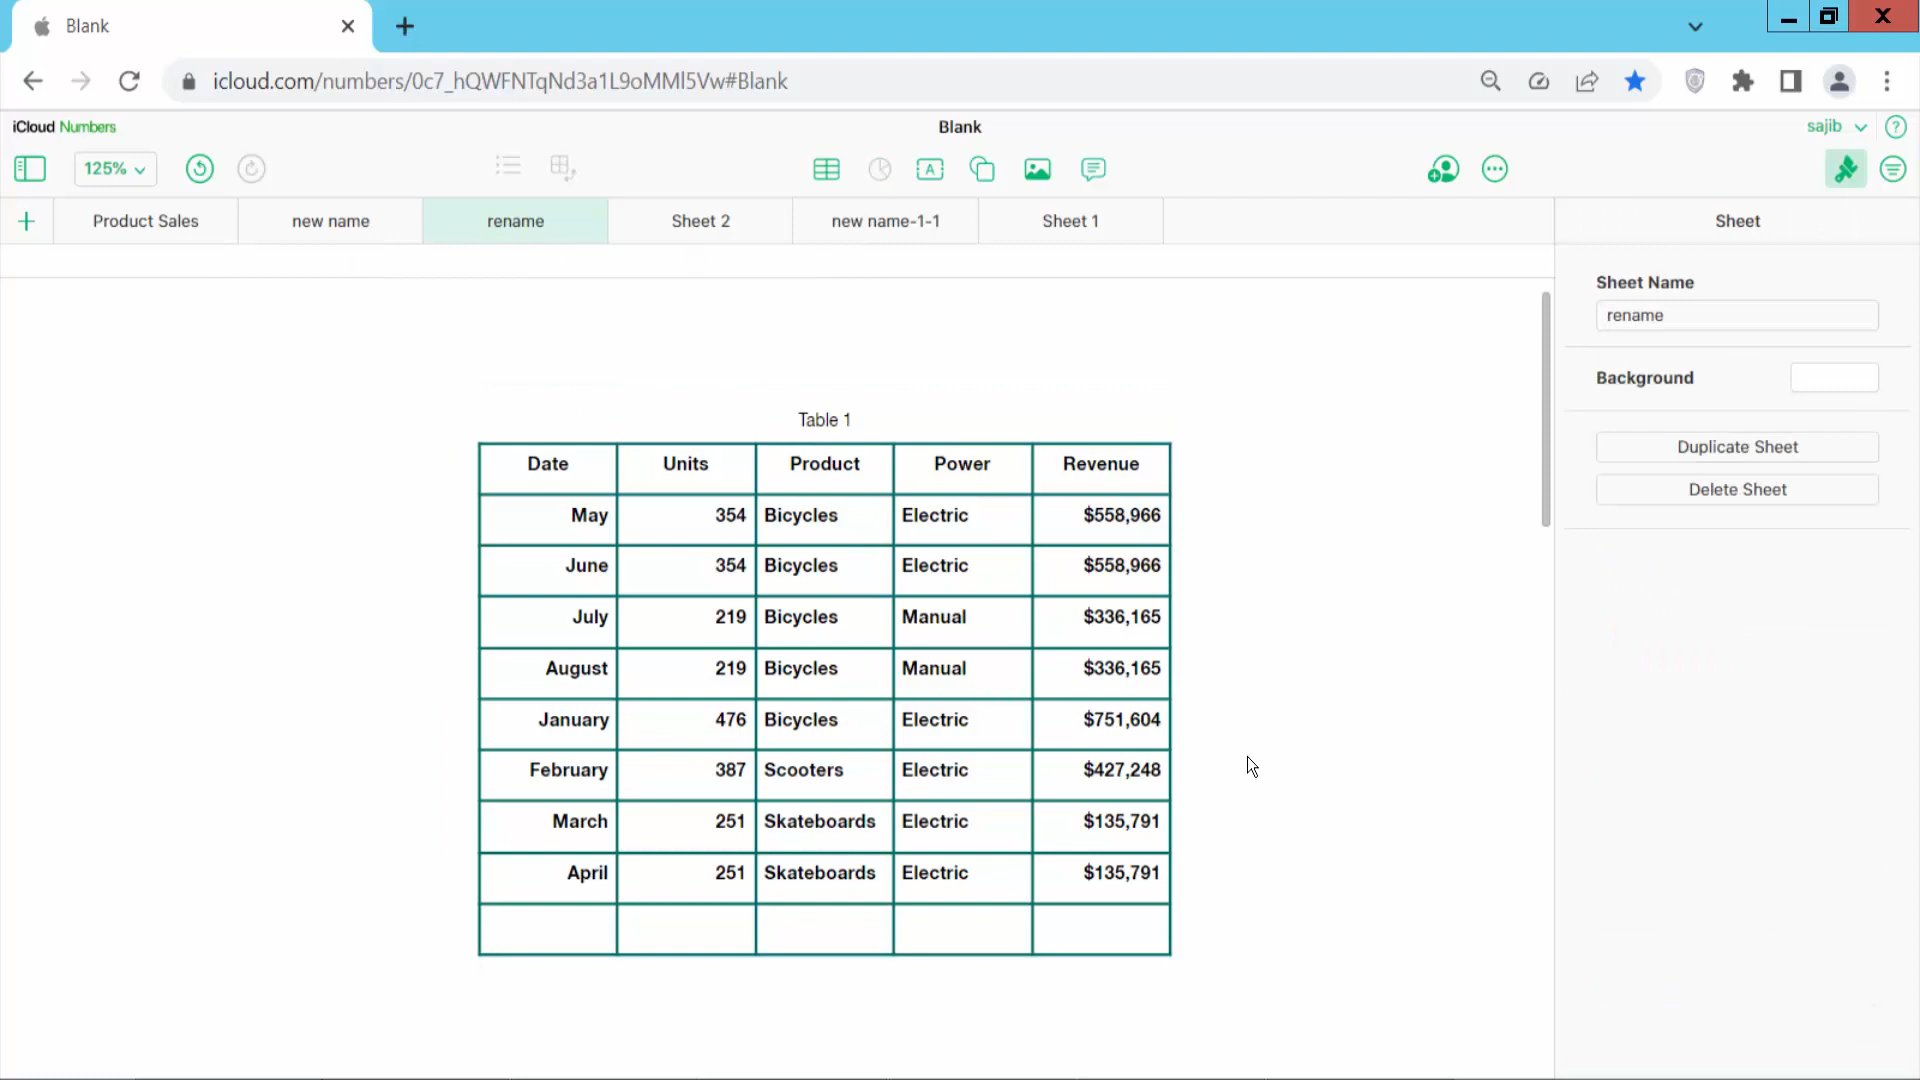 Blank
icloud.com/numbers/0c7_hQWFNTqNd3a1L9oMMl5Vw#Blank
iCloud Numbers
Blank
sajib
?
125%
A
Product Sales
new name
rename
Sheet 2
new name-1-1
Sheet 1
Sheet
Sheet Name
rename
Background
Duplicate Sheet
Delete Sheet
Table 1
Date Units Product Power Revenue
May 354 Bicycles Electric $558,966
June 354 Bicycles Electric $558,966
July 219 Bicycles Manual $336,165
August 219 Bicycles Manual $336,165
January 476 Bicycles Electric $751,604
February 387 Scooters Electric $427,248
March 251 Skateboards Electric $135,791
April 251 Skateboards Electric $135,791